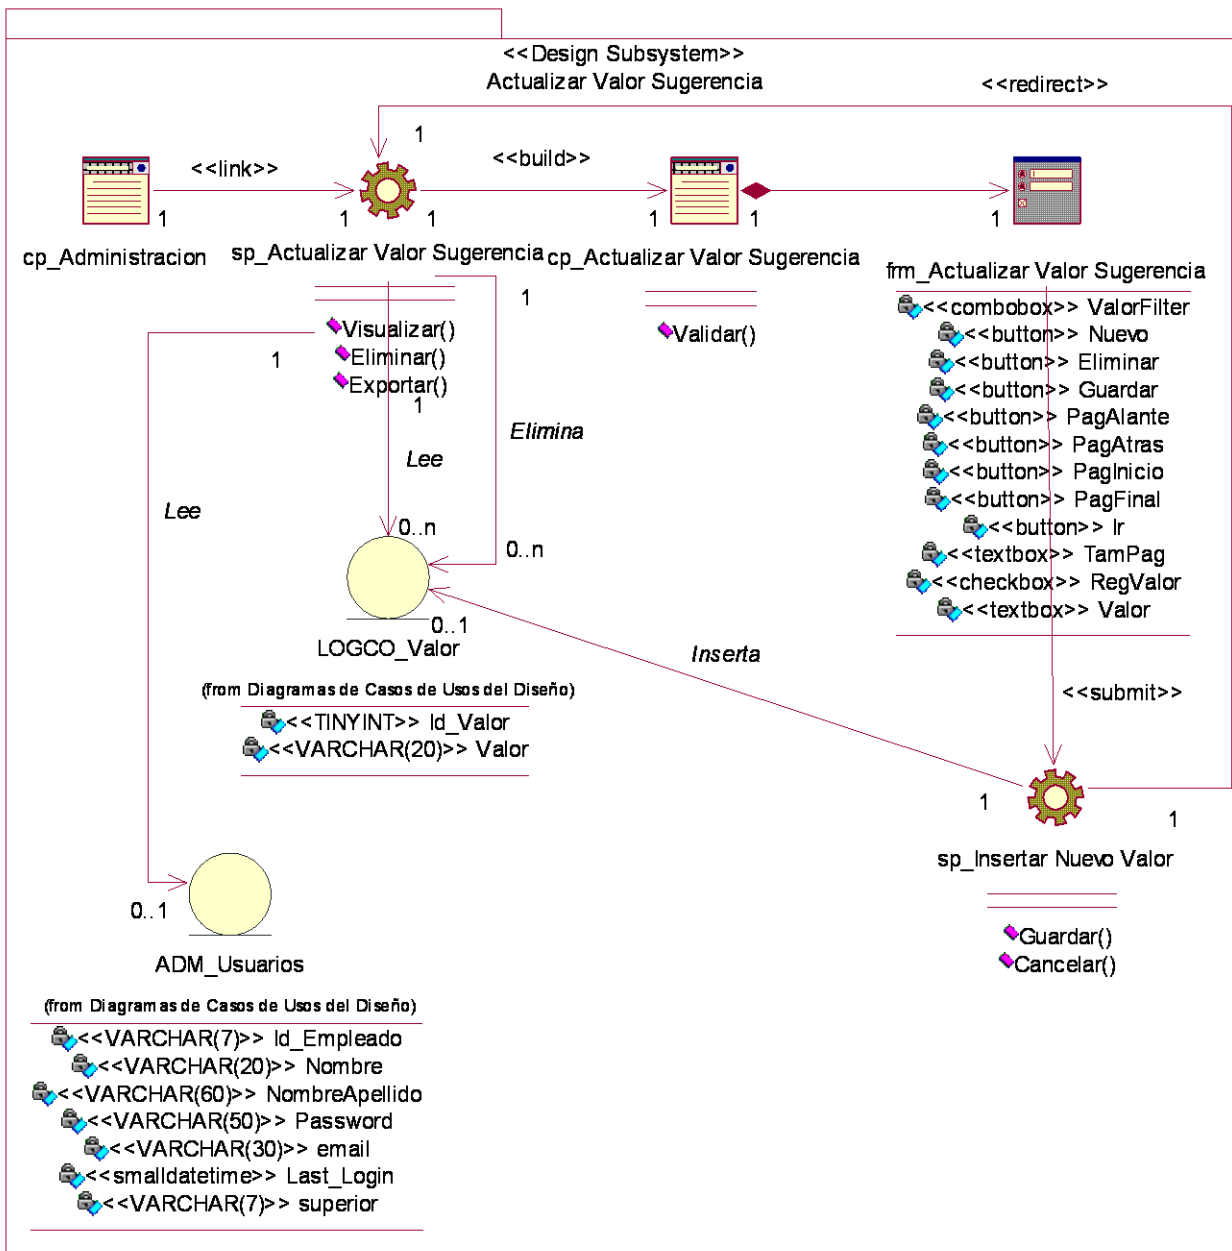 <<Design Subsystem>>
Actualizar Valor Sugerencia
<<redirect>>
1
<<link>>
<<build>>
1
1
1
1
1
1
cp_Administracion
sp_Actualizar Valor Sugerencia
cp_Actualizar Valor Sugerencia
frm_Actualizar Valor Sugerencia
1
Visualizar()
Eliminar()
Exportar()
1
1
Validar()
<<combobox>> ValorFilter
<<button>> Nuevo
<<button>> Eliminar
<<button>> Guardar
<<button>> PagAlante
<<button>> PagAtras
<<button>> PagInicio
<<button>> PagFinal
<<button>> Ir
<<textbox>> TamPag
<<checkbox>> RegValor
<<textbox>> Valor
Elimina
Lee
Lee
0..n
0..n
0..1
LOGCO_Valor
(from Diagramas de Casos de Usos del Diseño)
<<TINYINT>> Id_Valor
<<VARCHAR(20)>> Valor
Inserta
<<submit>>
1
1
sp_Insertar Nuevo Valor
Guardar()
Cancelar()
0..1
ADM_Usuarios
(from Diagramas de Casos de Usos del Diseño)
<<VARCHAR(7)>> Id_Empleado
<<VARCHAR(20)>> Nombre
<<VARCHAR(60)>> NombreApellido
<<VARCHAR(50)>> Password
<<VARCHAR(30)>> email
<<smalldatetime>> Last_Login
<<VARCHAR(7)>> superior